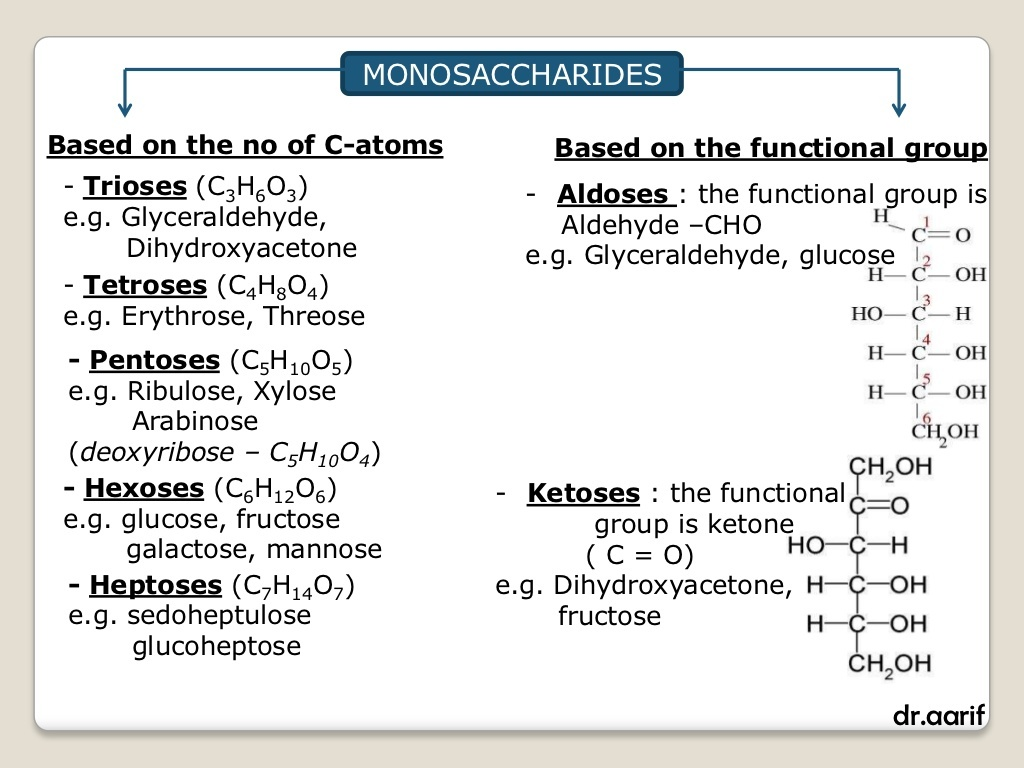 MONOSACCHARIDES
Based on the no of C-atoms
- Trioses (C₃H₆O₃)
e.g. Glyceraldehyde,
Dihydroxyacetone
- Tetroses (C₄H₈O₄)
e.g. Erythrose, Threose
- Pentoses (C₅H₁₀O₅)
e.g. Ribulose, Xylose
Arabinose
(deoxyribose – C₅H₁₀O₄)
- Hexoses (C₆H₁₂O₆)
e.g. glucose, fructose
galactose, mannose
- Heptoses (C₇H₁₄O₇)
e.g. sedoheptulose
glucoheptose
Based on the functional group
- Aldoses : the functional group is
Aldehyde –CHO
e.g. Glyceraldehyde, glucose
H 1
C=O
2
H—C—OH
3
HO—C—H
4
H—C—OH
5
H—C—OH
6
CH₂OH
- Ketoses : the functional
group is ketone
( C = O)
e.g. Dihydroxyacetone,
fructose
CH₂OH
C=O
HO—C—H
H—C—OH
H—C—OH
CH₂OH
dr.aarif